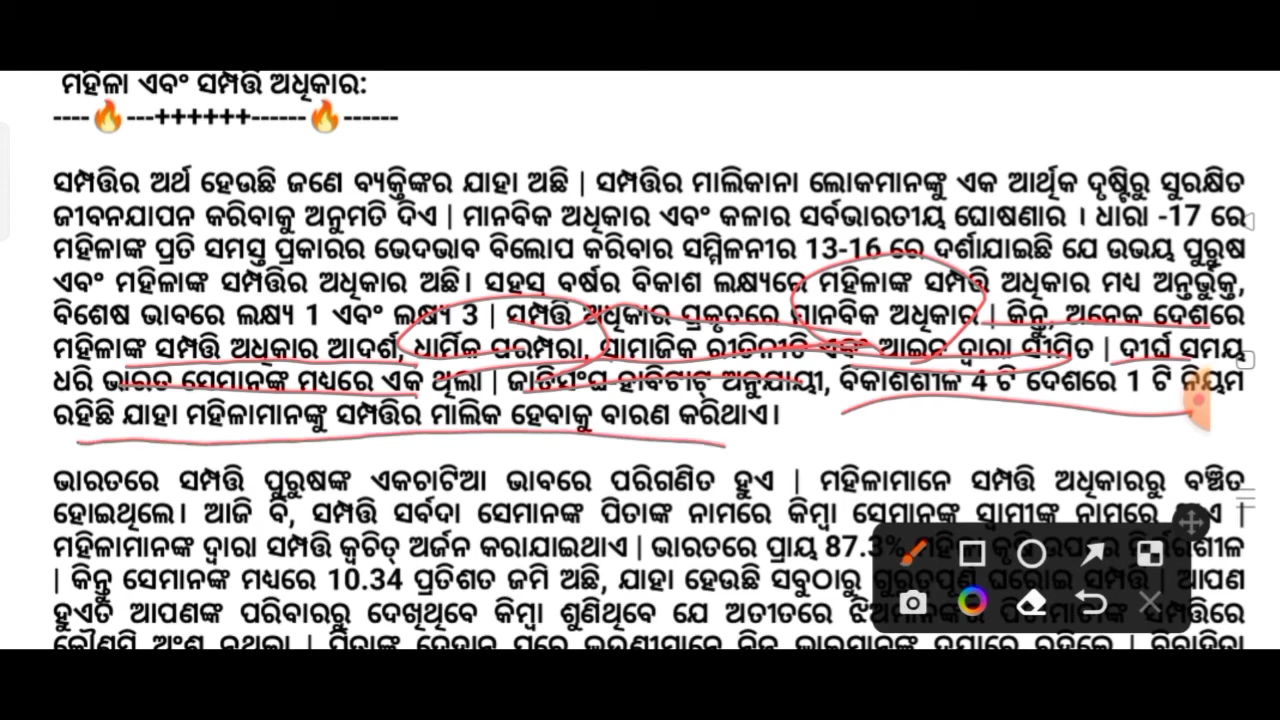 ମହିଳା ଏବଂ ସମ୍ପତ୍ତି ଅଧିକାର:
----🔥---++++++------🔥------
ସମ୍ପତ୍ତିର ଅର୍ଥ ହେଉଛି ଜଣେ ବ୍ୟକ୍ତିଙ୍କର ଯାହା ଅଛି | ସମ୍ପତ୍ତିର ମାଲିକାନା ଲୋକମାନଙ୍କୁ ଏକ ଆର୍ଥିକ ଦୃଷ୍ଟିରୁ ସୁରକ୍ଷିତ
ଜୀବନଯାପନ କରିବାକୁ ଅନୁମତି ଦିଏ | ମାନବିକ ଅଧିକାର ଏବଂ କଳାର ସର୍ବଭାରତୀୟ ଘୋଷଣାର । ଧାରା -17 ରେ
ମହିଳାଙ୍କ ପ୍ରତି ସମସ୍ତ ପ୍ରକାରର ଭେଦଭାବ ବିଲୋପ କରିବାର ସମ୍ମିଳନୀର 13-16 ରେ ଦର୍ଶାଯାଇଛି ଯେ ଉଭୟ ପୁରୁଷ
ଏବଂ ମହିଳାଙ୍କ ସମ୍ପତ୍ତିର ଅଧିକାର ଅଛି। ସହସ୍ର ବର୍ଷର ବିକାଶ ଲକ୍ଷ୍ୟରେ ମହିଳାଙ୍କ ସମ୍ପତ୍ତି ଅଧିକାର ମଧ୍ୟ ଅନ୍ତର୍ଭୁକ୍ତ,
ବିଶେଷ ଭାବରେ ଲକ୍ଷ୍ୟ 1 ଏବଂ ଲକ୍ଷ୍ୟ 3 | ସମ୍ପତ୍ତି ଅଧିକାର ପ୍ରକୃତରେ ମାନବିକ ଅଧିକାର | କିନ୍ତୁ, ଅନେକ ଦେଶରେ
ମହିଳାଙ୍କ ସମ୍ପତ୍ତି ଅଧିକାର ଆଦର୍ଶ, ଧାର୍ମିକ ପରମ୍ପରା, ସାମାଜିକ ରୀତିନୀତି ଏବଂ ଆଇନ ଦ୍ୱାରା ସୀମିତ | ଦୀର୍ଘ ସମୟ
ଧରି ଭାରତ ସେମାନଙ୍କ ମଧ୍ୟରେ ଏକ ଥିଲା | ଜାତିସଂଘ ହାବିଟାଟ୍ ଅନୁଯାୟୀ, ବିକାଶଶୀଳ 4 ଟି ଦେଶରେ 1 ଟି ନିୟମ
ରହିଛି ଯାହା ମହିଳାମାନଙ୍କୁ ସମ୍ପତ୍ତିର ମାଲିକ ହେବାକୁ ବାରଣ କରିଥାଏ।
ଭାରତରେ ସମ୍ପତ୍ତି ପୁରୁଷଙ୍କ ଏକଚାଟିଆ ଭାବରେ ପରିଗଣିତ ହୁଏ | ମହିଳାମାନେ ସମ୍ପତ୍ତି ଅଧିକାରରୁ ବଞ୍ଚିତ
ହୋଇଥିଲେ। ଆଜି ବି, ସମ୍ପତ୍ତି ସର୍ବଦା ସେମାନଙ୍କ ପିତାଙ୍କ ନାମରେ କିମ୍ବା ସେମାନଙ୍କ ସ୍ୱାମୀଙ୍କ ନାମରେ |
ମହିଳାମାନଙ୍କ ଦ୍ୱାରା ସମ୍ପତ୍ତି କ୍ୱଚିତ୍ ଅର୍ଜନ କରାଯାଇଥାଏ | ଭାରତରେ ପ୍ରାୟ 87.3% ମହିଳା କୃଷି ଉପରେ ନିର୍ଭରଶୀଳ
| କିନ୍ତୁ ସେମାନଙ୍କ ମଧ୍ୟରେ 10.34 ପ୍ରତିଶତ ଜମି ଅଛି, ଯାହା ହେଉଛି ସବୁଠାରୁ ଗୁରୁତ୍ୱପୂର୍ଣ୍ଣ ଘରୋଇ ସମ୍ପତ୍ତି | ଆପଣ
ହୁଏତ ଆପଣଙ୍କ ପରିବାରରୁ ଦେଖିଥିବେ କିମ୍ବା ଶୁଣିଥିବେ ଯେ ଅତୀତରେ ଝିଅମାନଙ୍କର ପିତାମାତାଙ୍କ ସମ୍ପତ୍ତିରେ